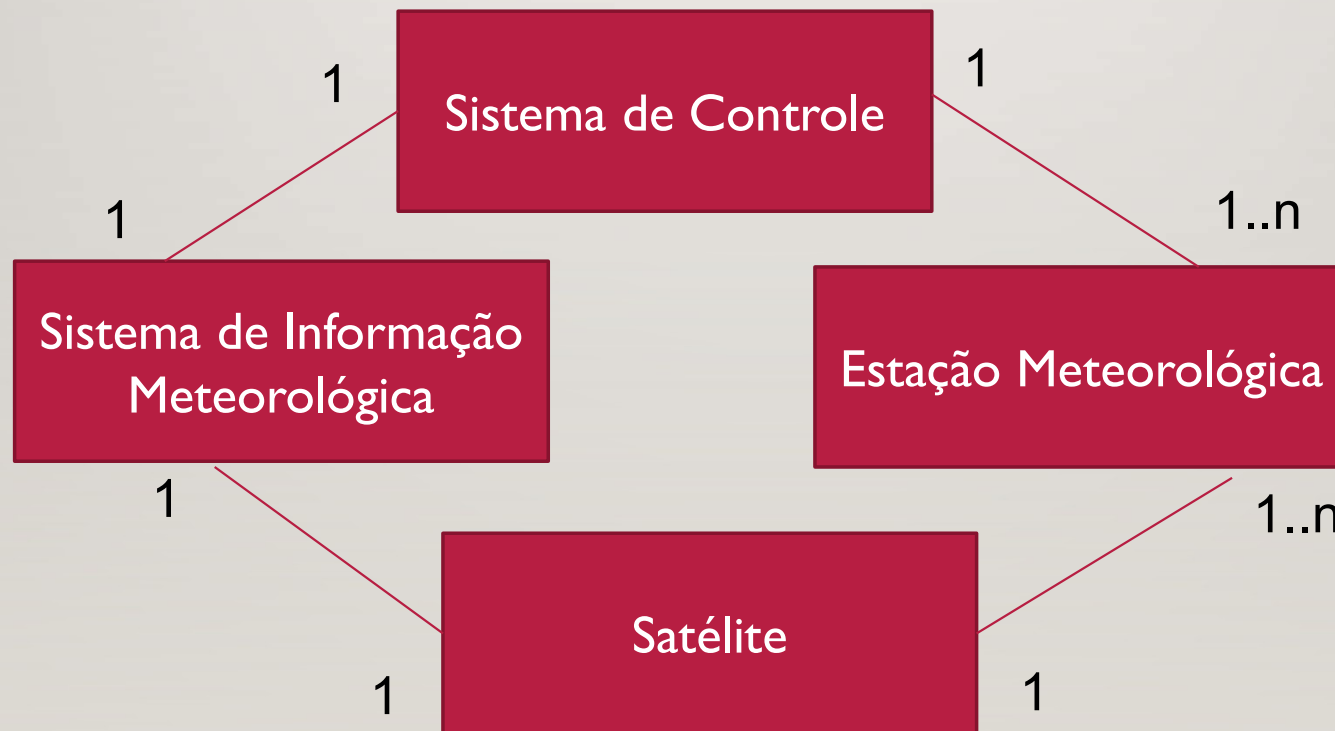 1
Sistema de Controle
1
1
1..n
Sistema de Informação
Meteorológica
Estação Meteorológica
1
1..n
Satélite
1
1